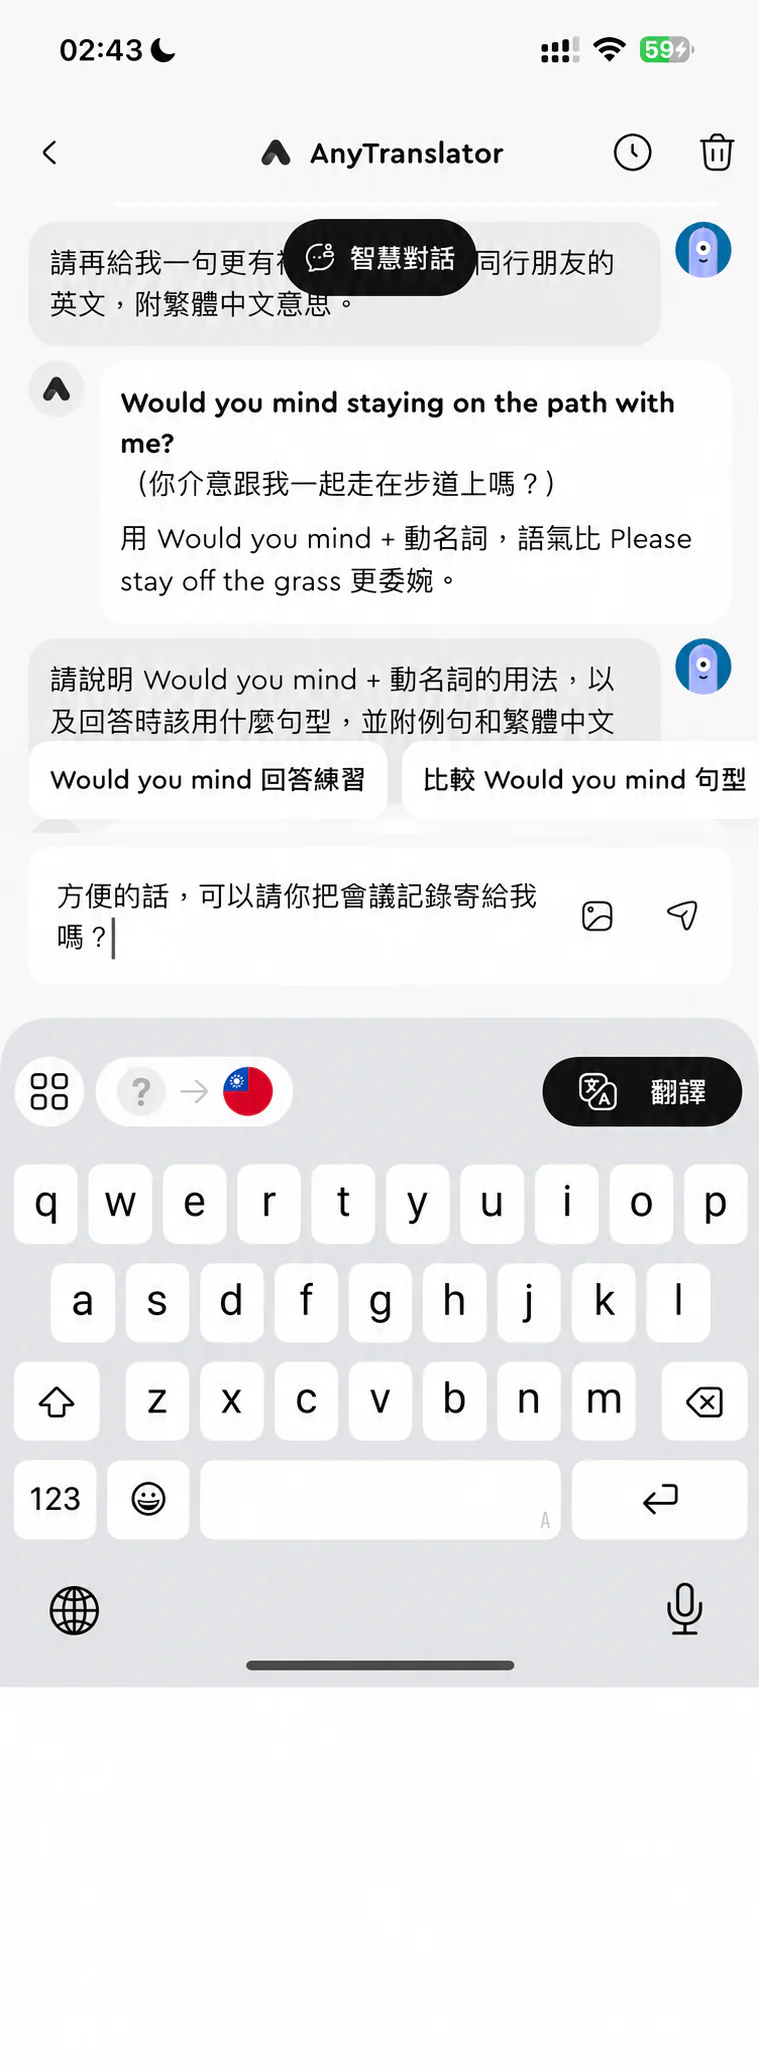 02:43
59
AnyTranslator
請再給我一句更有
智慧對話
同行朋友的
英文，附繁體中文意思。
Would you mind staying on the path with
me?
（你介意跟我一起走在步道上嗎？）
用 Would you mind + 動名詞，語氣比 Please
stay off the grass 更委婉。
請說明 Would you mind + 動名詞的用法，以
及回答時該用什麼句型，並附例句和繁體中文
Would you mind 回答練習
比較 Would you mind 句型
方便的話，可以請你把會議記錄寄給我
嗎？
?
翻譯
q w e r t y u i o p
a s d f g h j k l
z x c v b n m
123
A